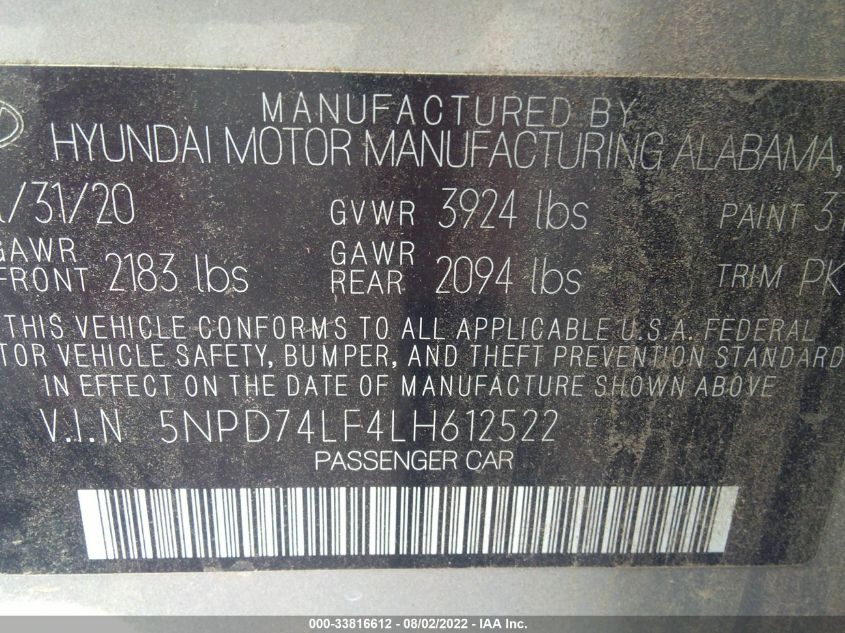 MANUFACTURED BY
HYUNDAI MOTOR MANUFACTURING ALABAMA,
/31/20 GVWR 3924 lbs PAINT
GAWR FRONT 2183 lbs GAWR REAR 2094 lbs TRIM PK
THIS VEHICLE CONFORMS TO ALL APPLICABLE U.S.A. FEDERAL
TOR VEHICLE SAFETY, BUMPER, AND THEFT PREVENTION STANDARD
IN EFFECT ON THE DATE OF MANUFACTURE SHOWN ABOVE
V.I.N 5NPD74LF4LH612522
PASSENGER CAR
000-33816612 - 08/02/2022 - IAA Inc.